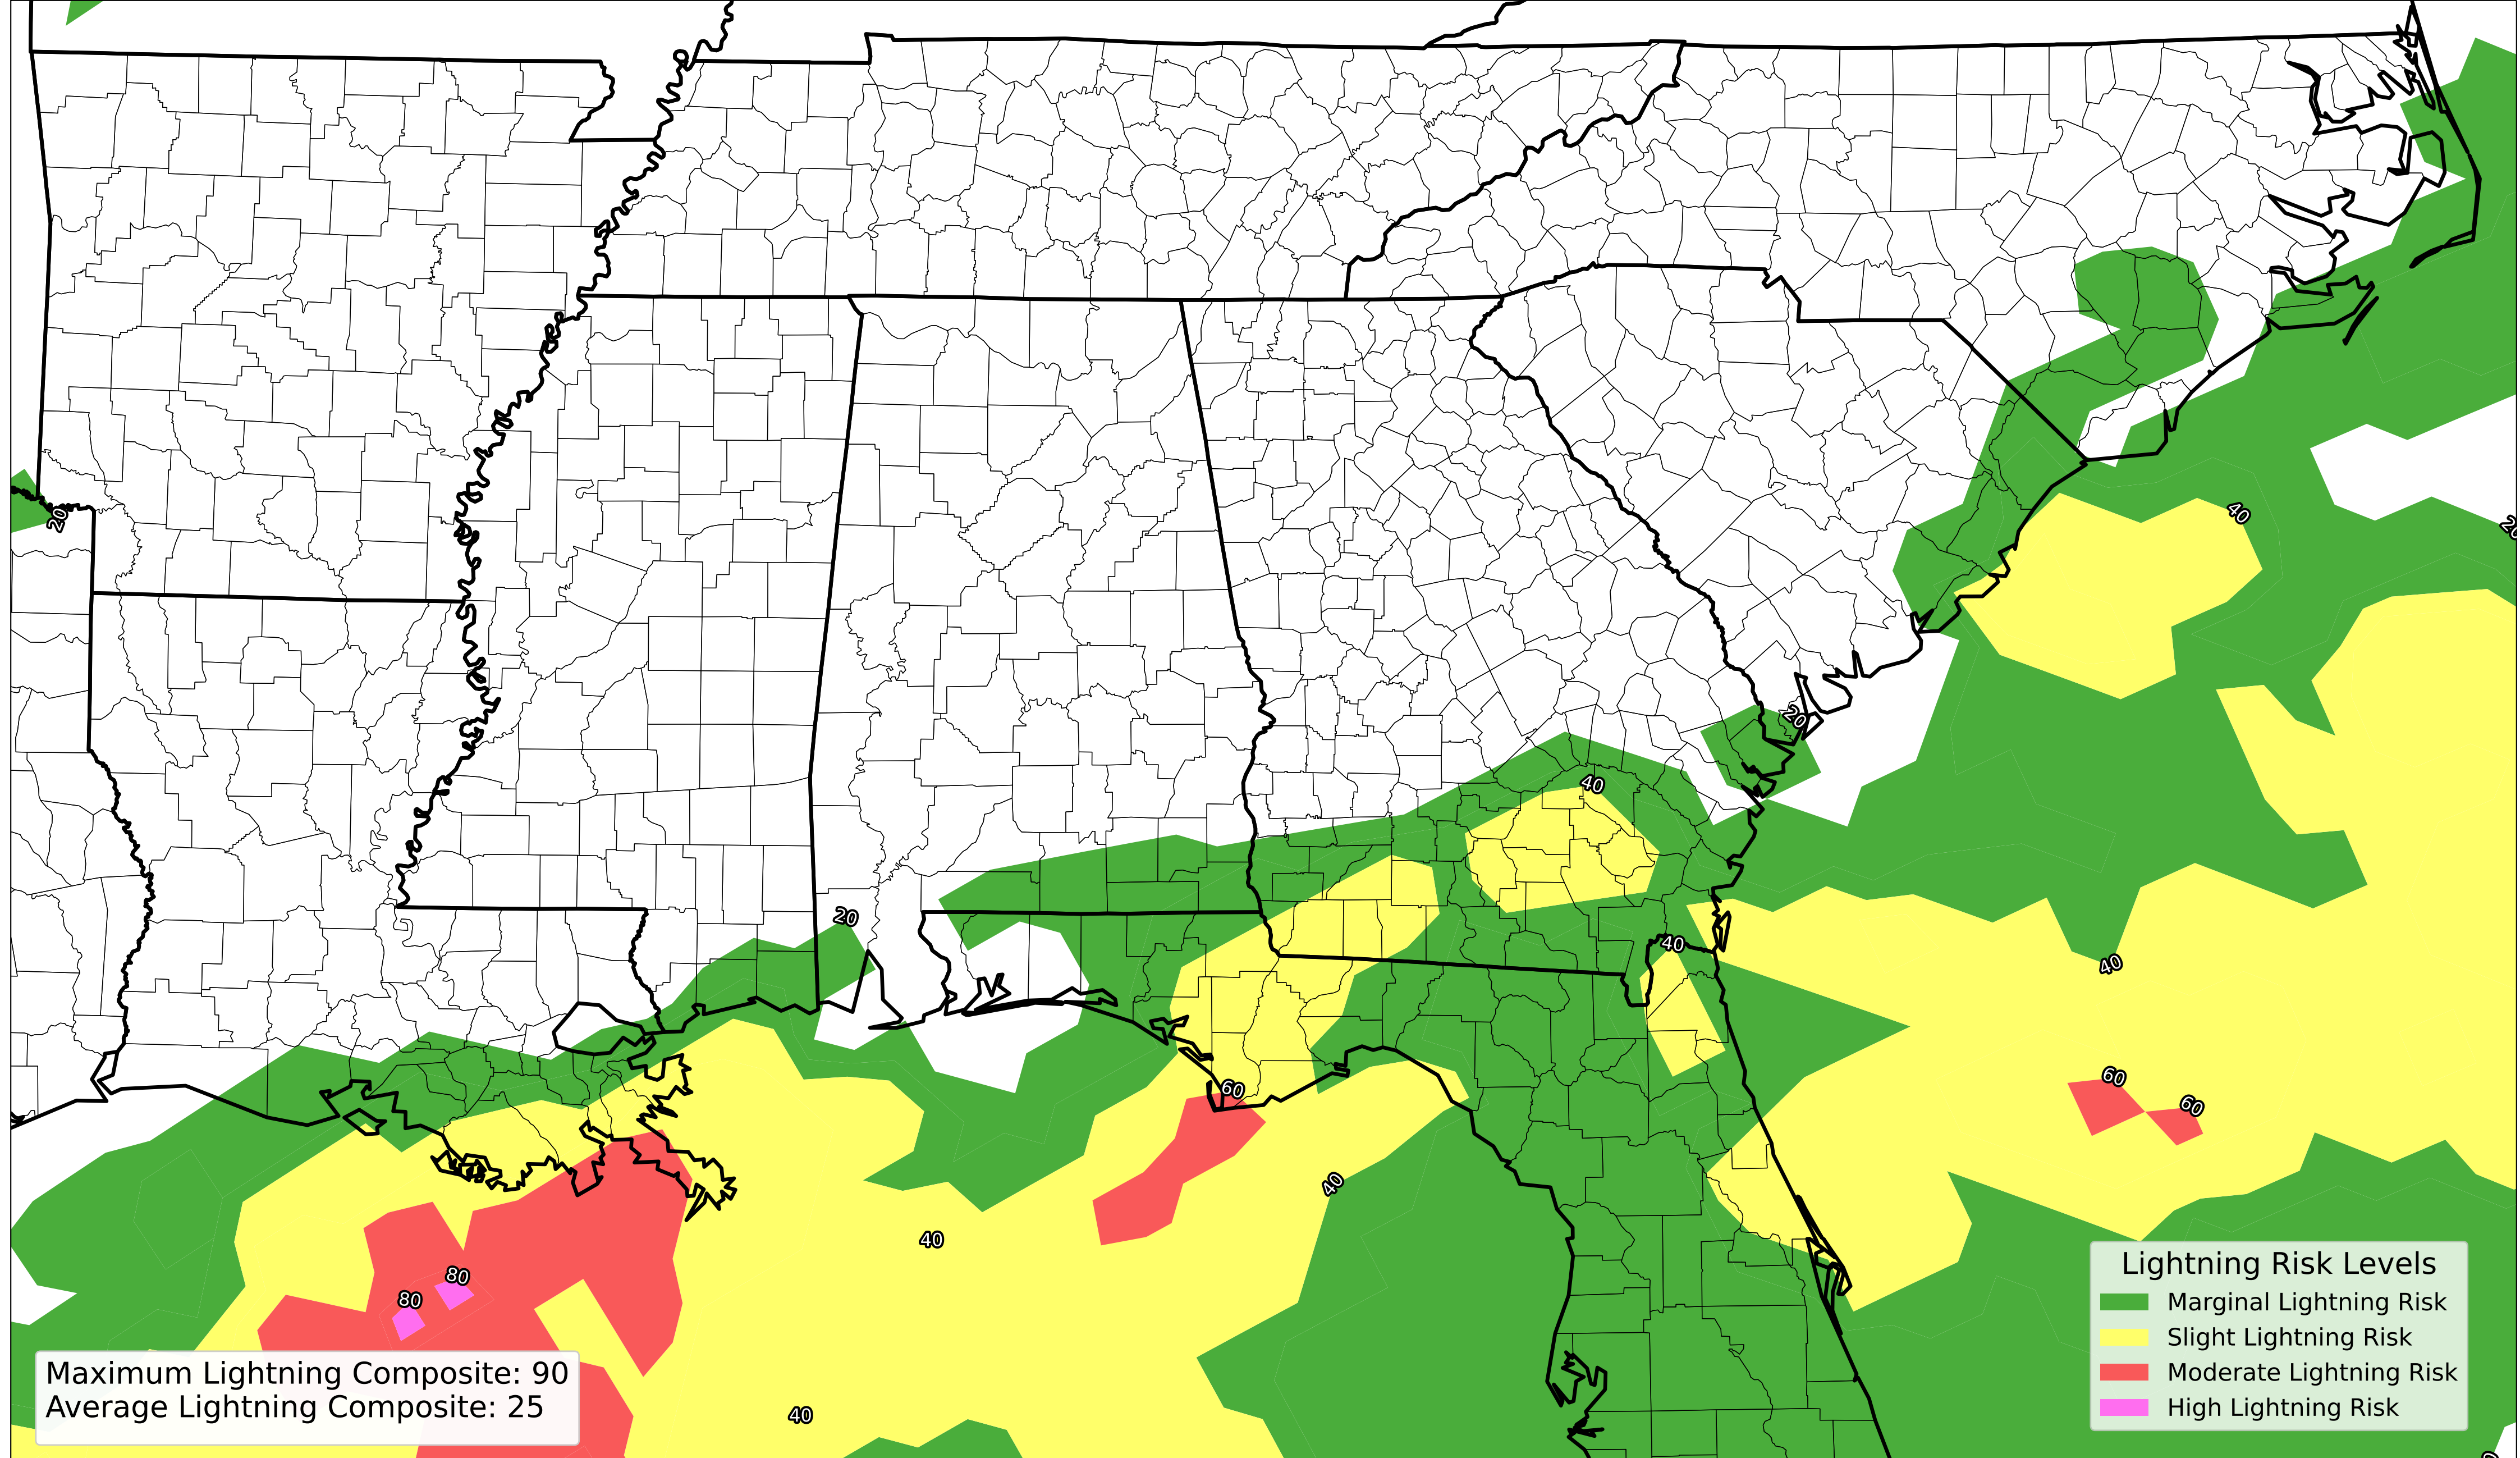 40
20
20
20
40
20
40
40
60
60
60
40
40
80
80
40
Lightning Risk Levels
Marginal Lightning Risk
Slight Lightning Risk
Moderate Lightning Risk
High Lightning Risk
Maximum Lightning Composite: 90
Average Lightning Composite: 25